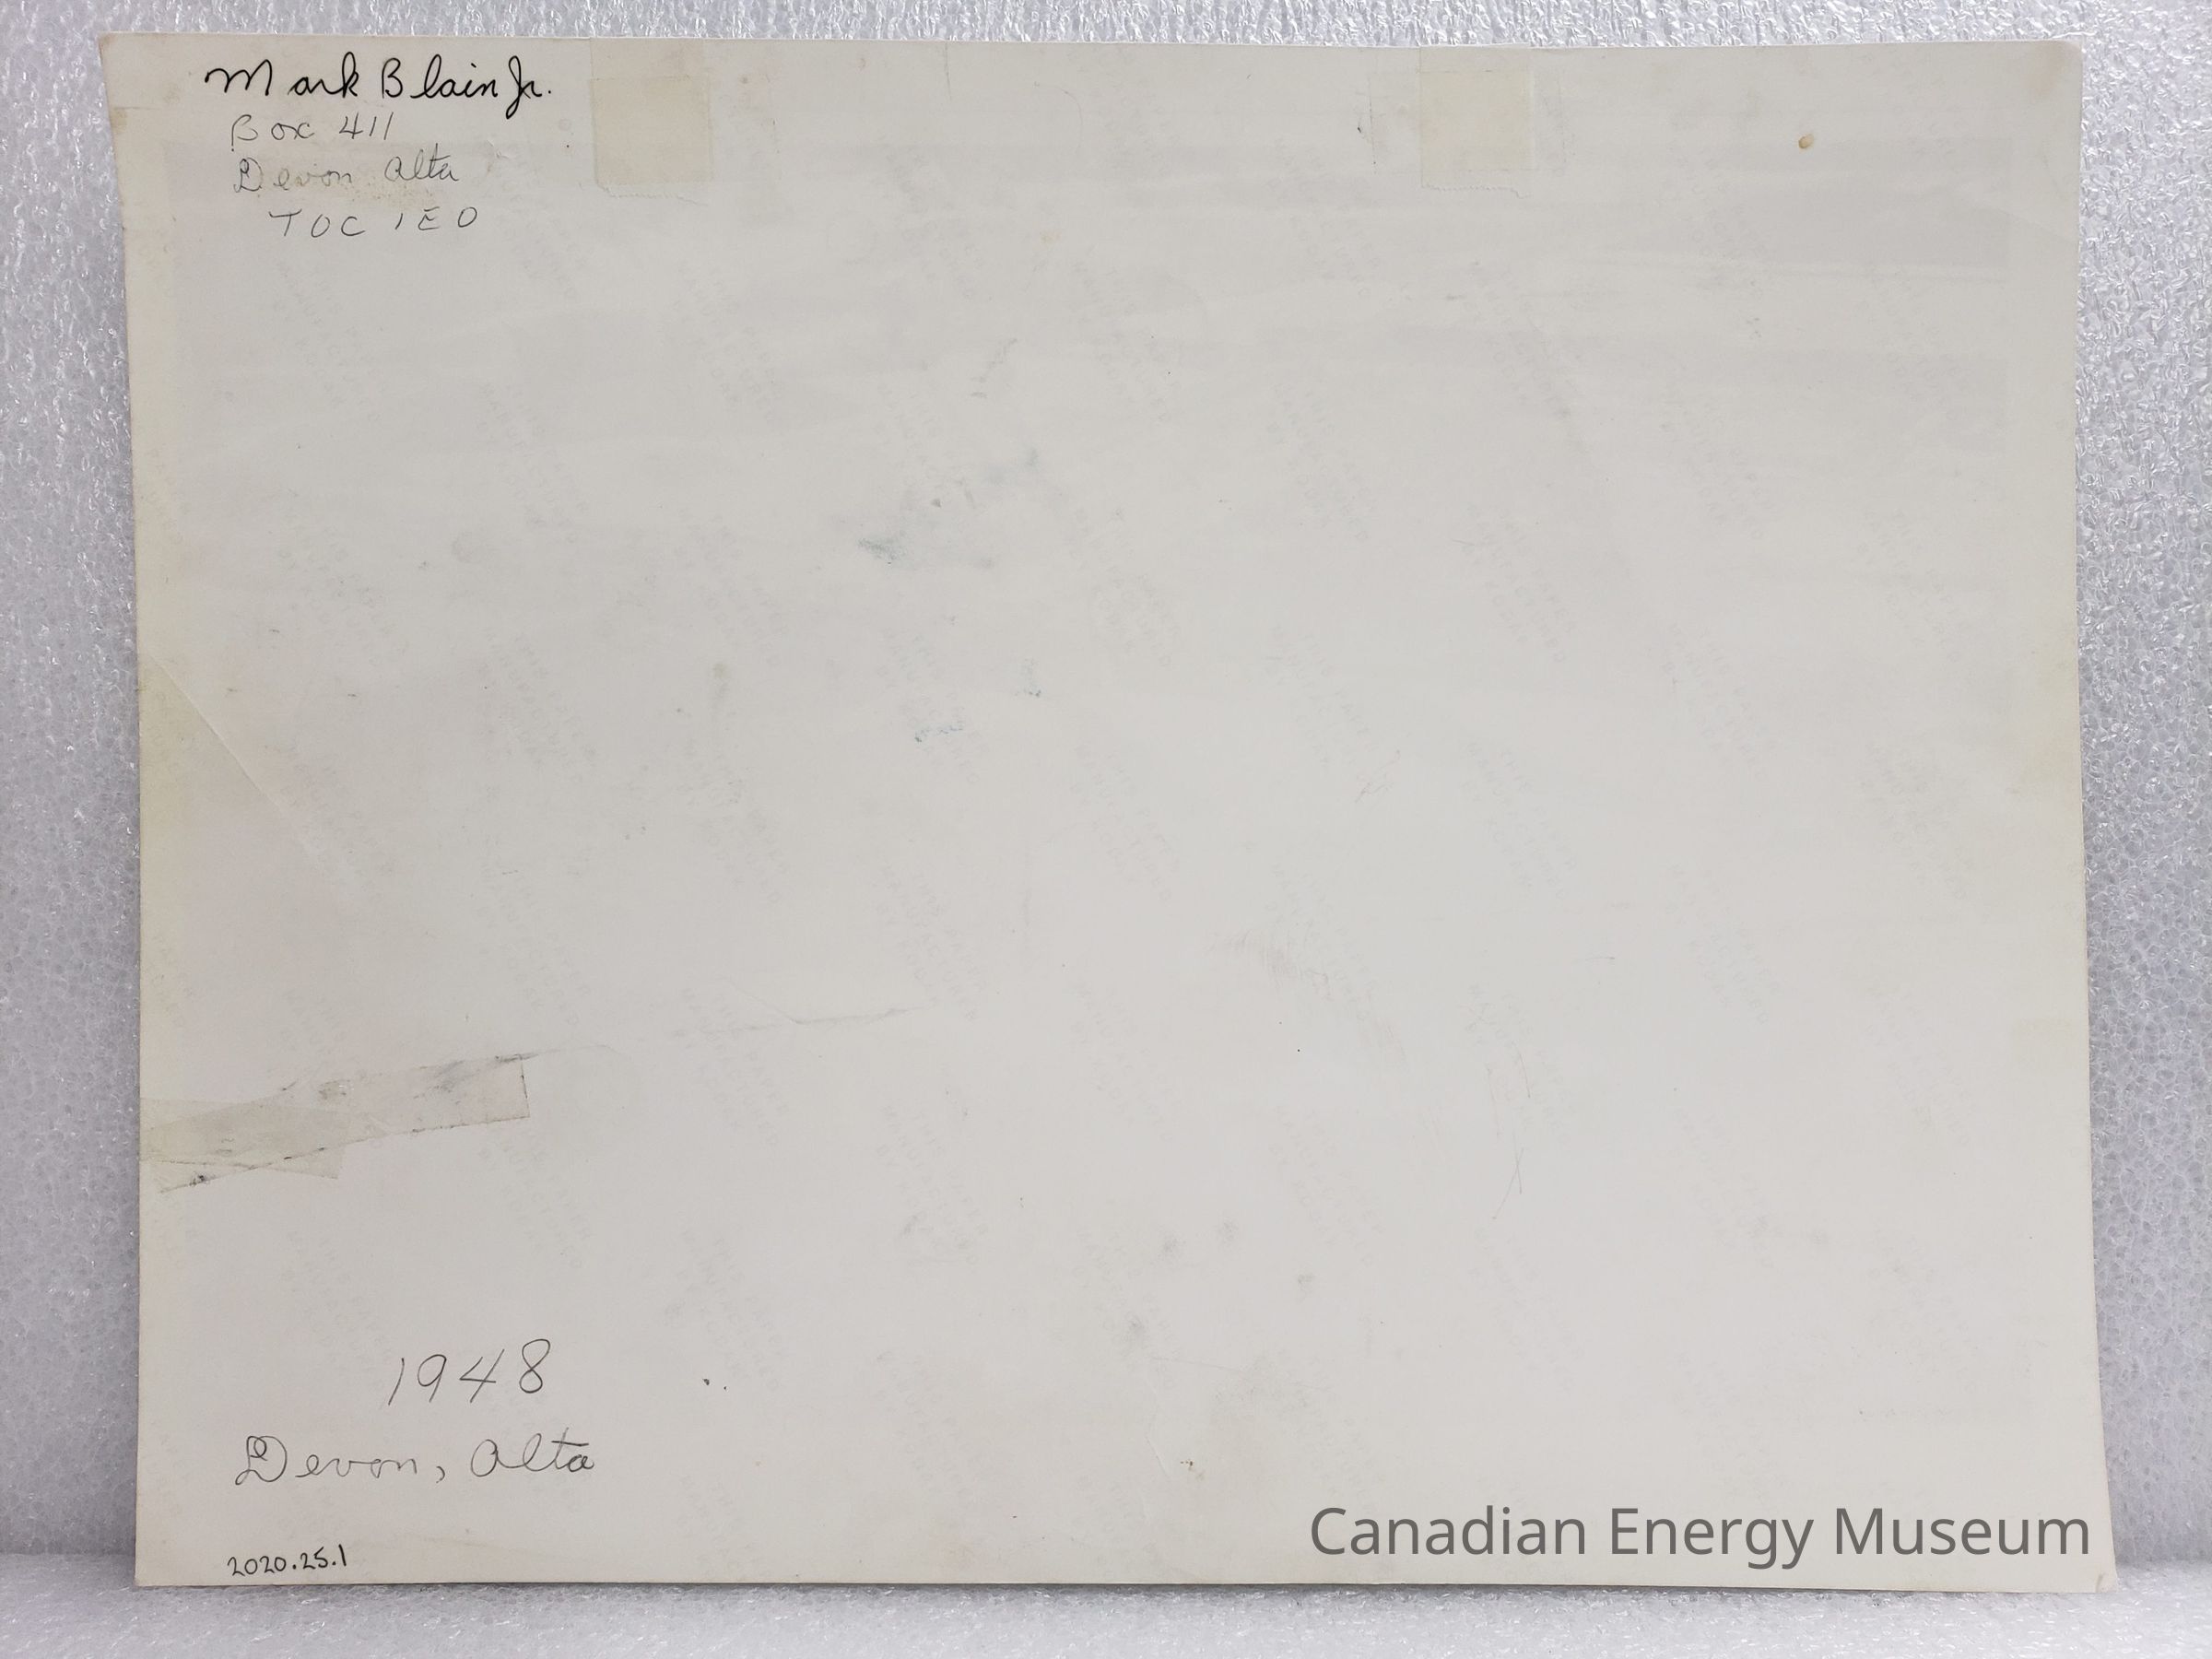 Mark Blain Jr.
Box 411
Devon Alta
T0C 1E0
1948
Devon, Alta
2020.25.1
Canadian Energy Museum